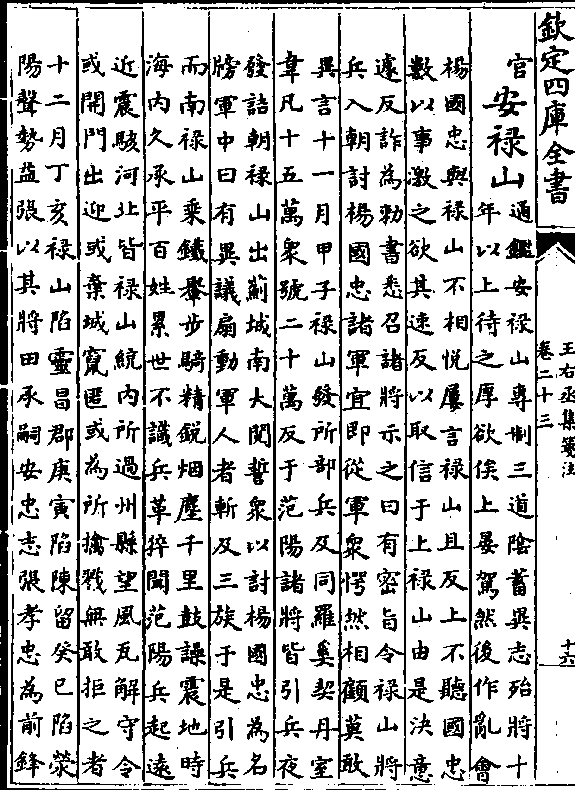 欽定四庫全書
王右丞集箋注
卷二十三
十六
官
安禄山
通鑑安禄山專制三道陰蓄異志殆將十
年以上待之厚欲俟上晏駕然後作亂會
楊國忠與禄山不相悦屢言禄山且反上不聽國忠
數以事激之欲其速反以取信于上禄山由是決意
遽反詐為勅書悉召諸將示之曰有密旨令禄山將
兵入朝討楊國忠諸軍宜即從軍衆愕然相顧莫敢
異言十一月甲子禄山發所部兵及同羅奚契丹室
韋凡十五萬衆號二十萬反于范陽諸將皆引兵夜
發詰朝禄山出薊城南大閱誓衆以討楊國忠為名
牓軍中曰有異議扇動軍人者斬及三族于是引兵
而南禄山乘鐵轝步騎精鋭烟塵千里鼓譟震地時
海内久承平百姓累世不識兵革猝聞范陽兵起遠
近震駭河北皆禄山統内所過州縣望風瓦解守令
或開門出迎或棄城竄匿或為所擒戮無敢拒之者
十二月丁亥禄山陷靈昌郡庚寅陷陳留癸巳陷滎
陽聲勢益張以其將田承嗣安忠志張孝忠為前鋒